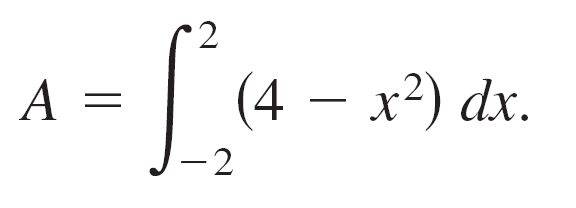 A = ∫_{-2}^{2} (4 − x²) dx.